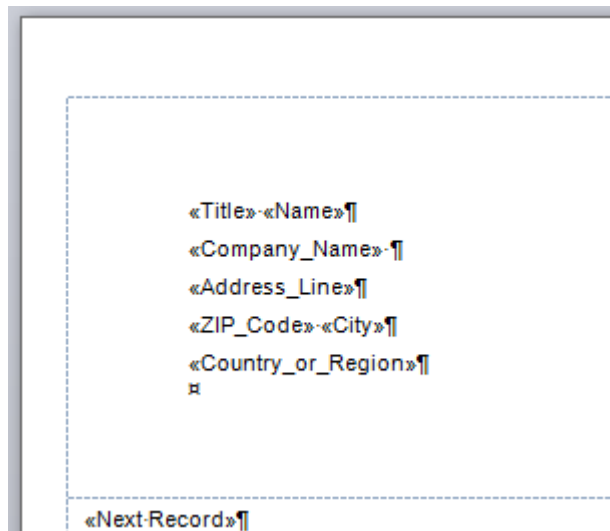 «Title»·«Name»¶
«Company_Name»·¶
«Address_Line»¶
«ZIP_Code»·«City»¶
«Country_or_Region»¶
¤
«Next·Record»¶